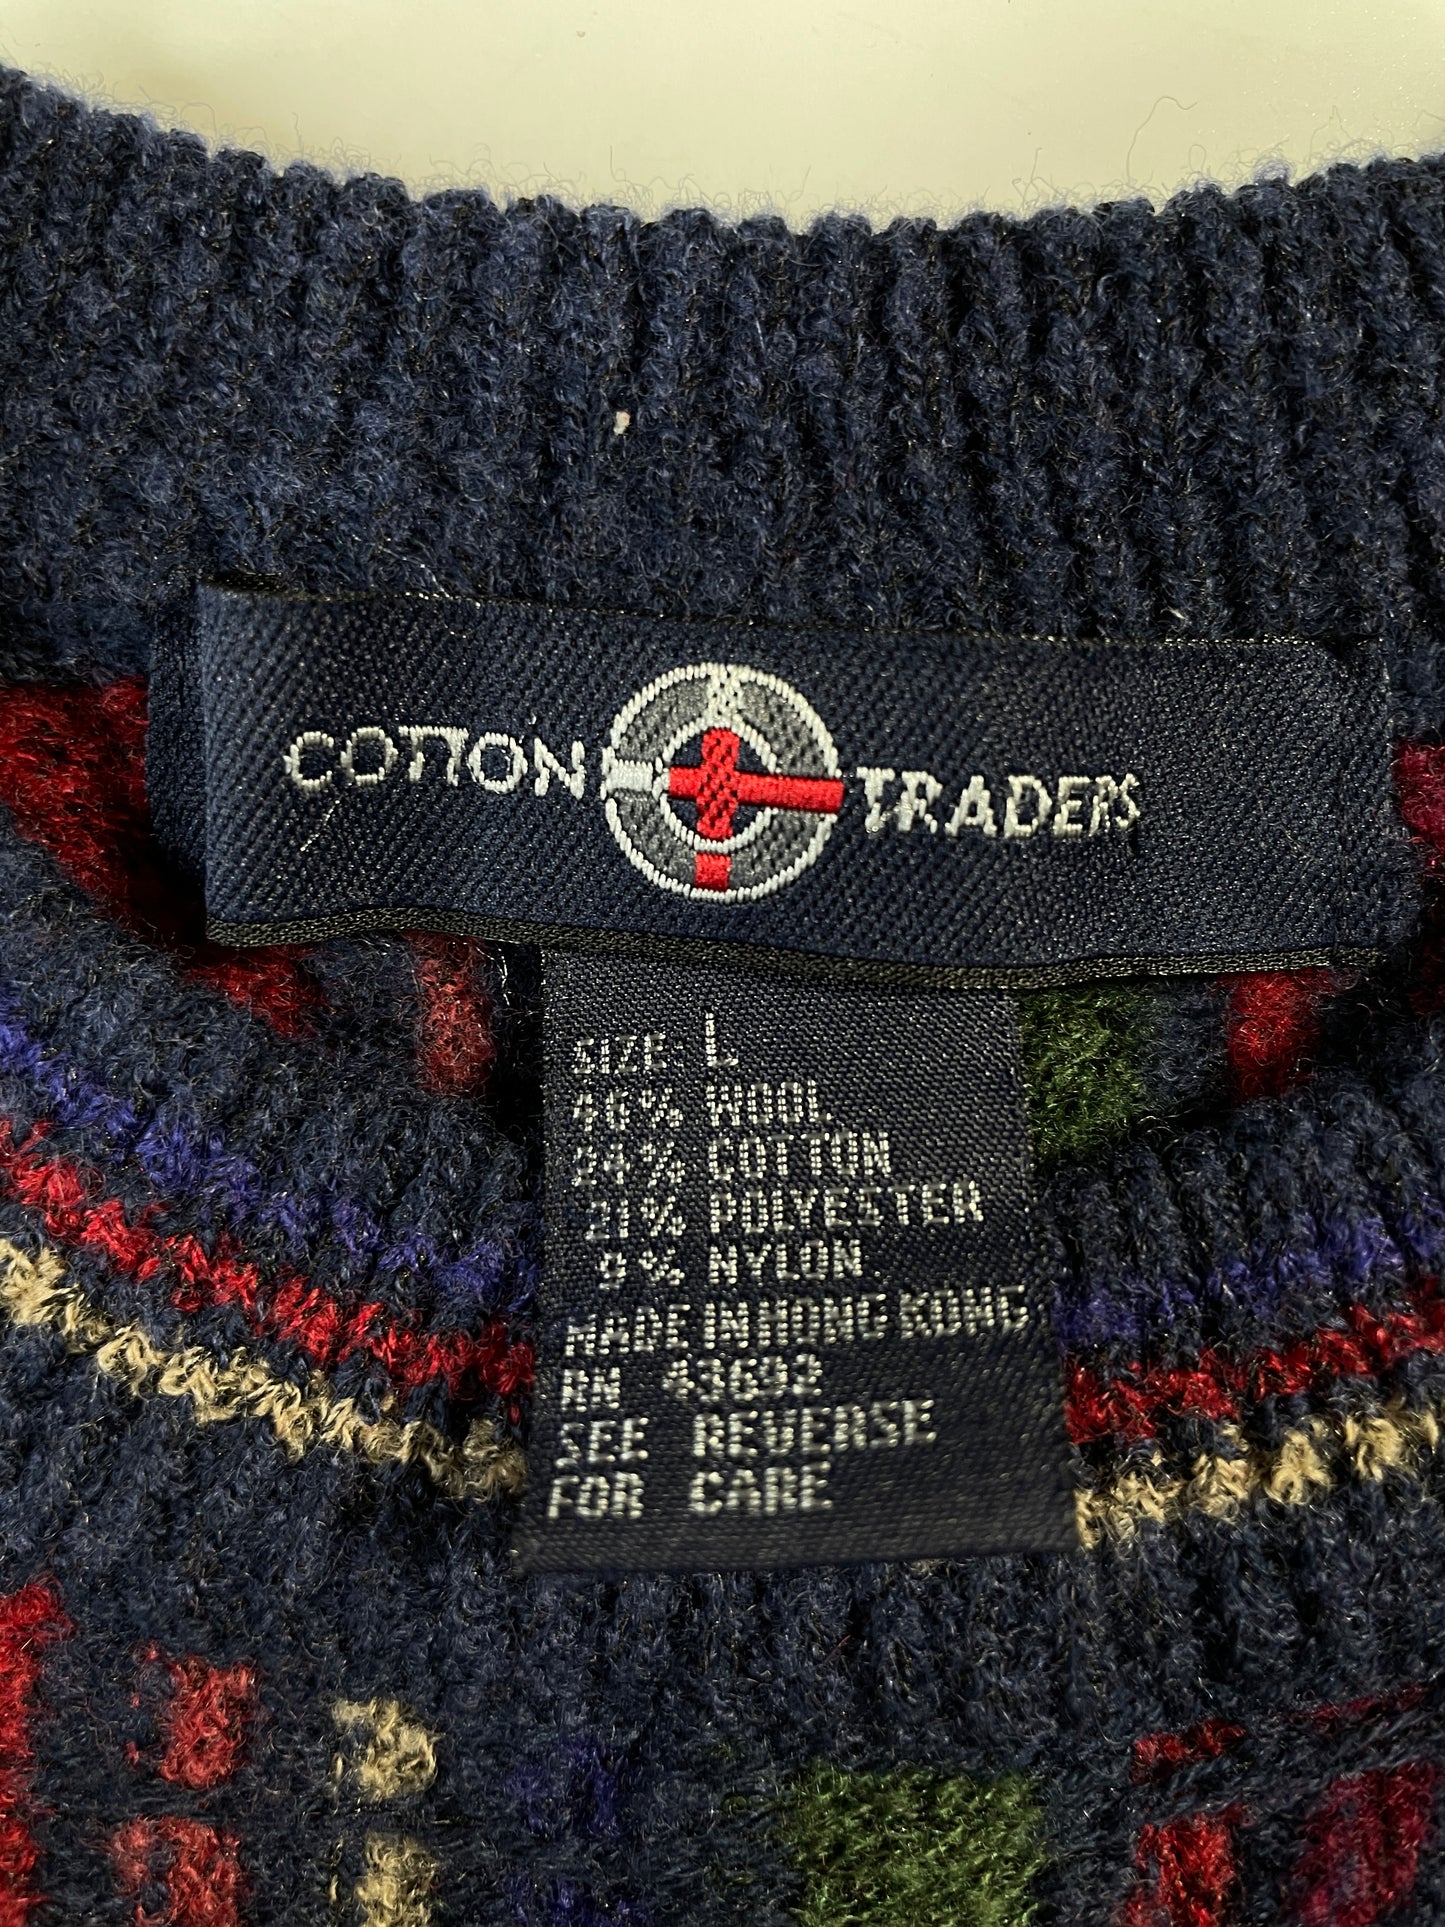 COTTON TRADERS
SIZE: L
46% WOOL
24% COTTON
21% POLYESTER
9% NYLON
MADE IN HONG KONG
RN 43692
SEE REVERSE
FOR CARE